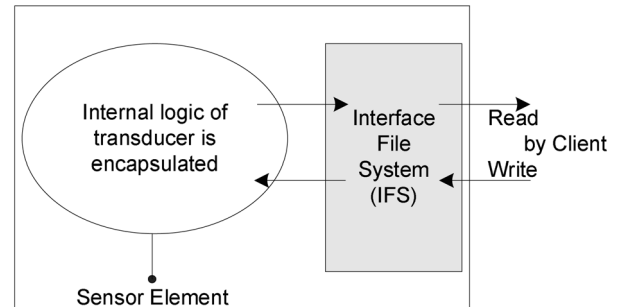 Internal logic of
transducer is
encapsulated
Interface
File
System
(IFS)
Read
by Client
Write
Sensor Element